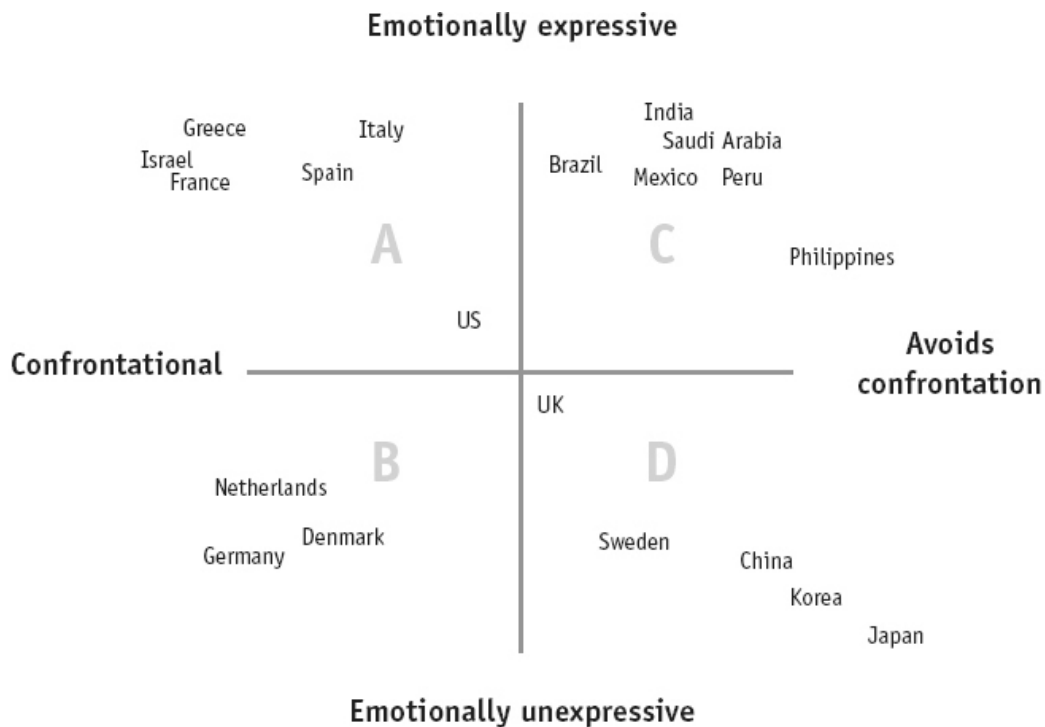 Emotionally expressive
India
Greece
Italy
Saudi Arabia
Israel
Brazil
France
Spain
Mexico
Peru
A
C
Philippines
US
Confrontational
Avoids
confrontation
UK
B
D
Netherlands
Denmark
Sweden
Germany
China
Korea
Japan
Emotionally unexpressive